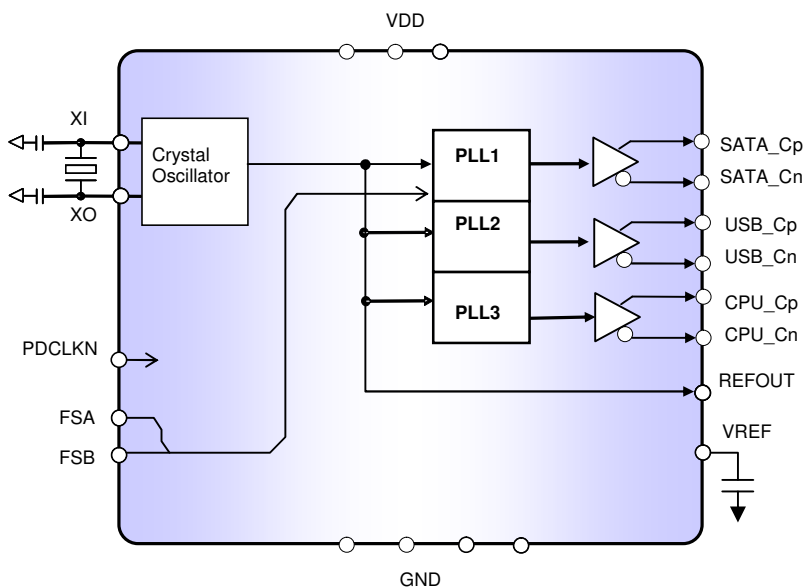 VDD
XI
XO
Crystal
Oscillator
PLL1
PLL2
PLL3
SATA_Cp
SATA_Cn
USB_Cp
USB_Cn
CPU_Cp
CPU_Cn
PDCLKN
REFOUT
FSA
FSB
VREF
GND